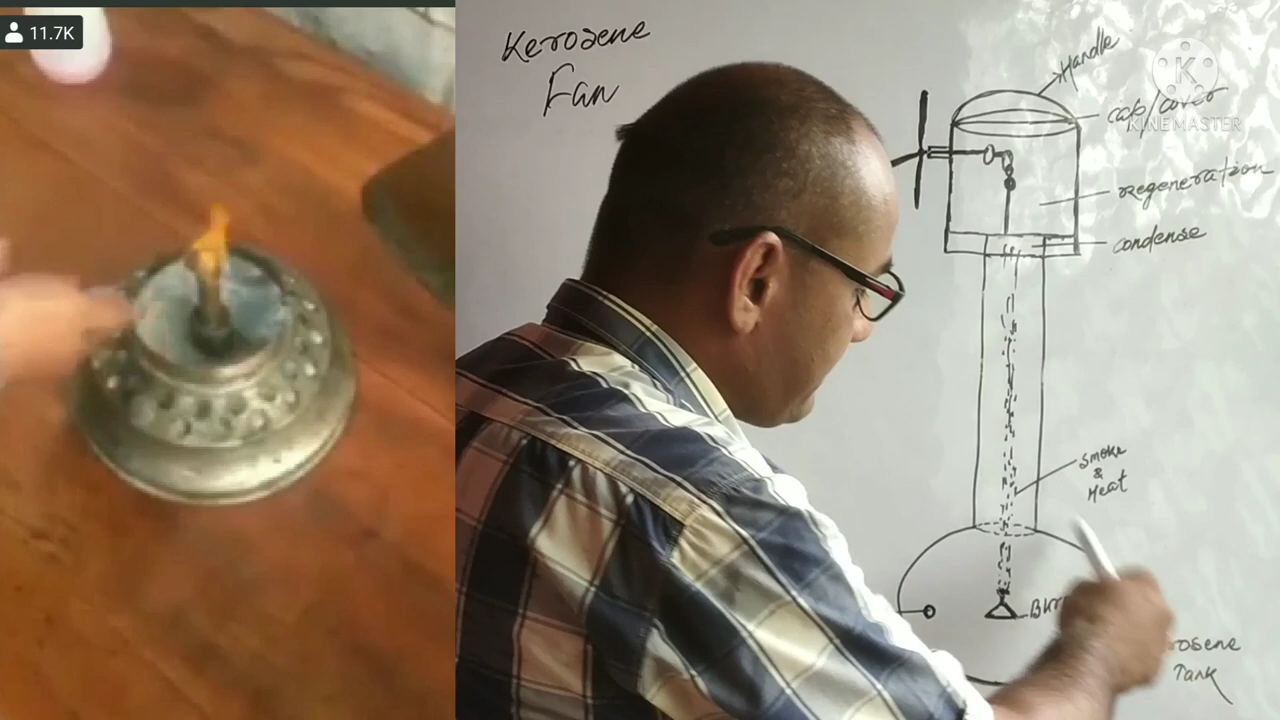 11.7K
Kerosene
Fan
Handle
cap/cover
K
KINEMASTER
regeneration
condense
Smoke
&
Heat
Tank